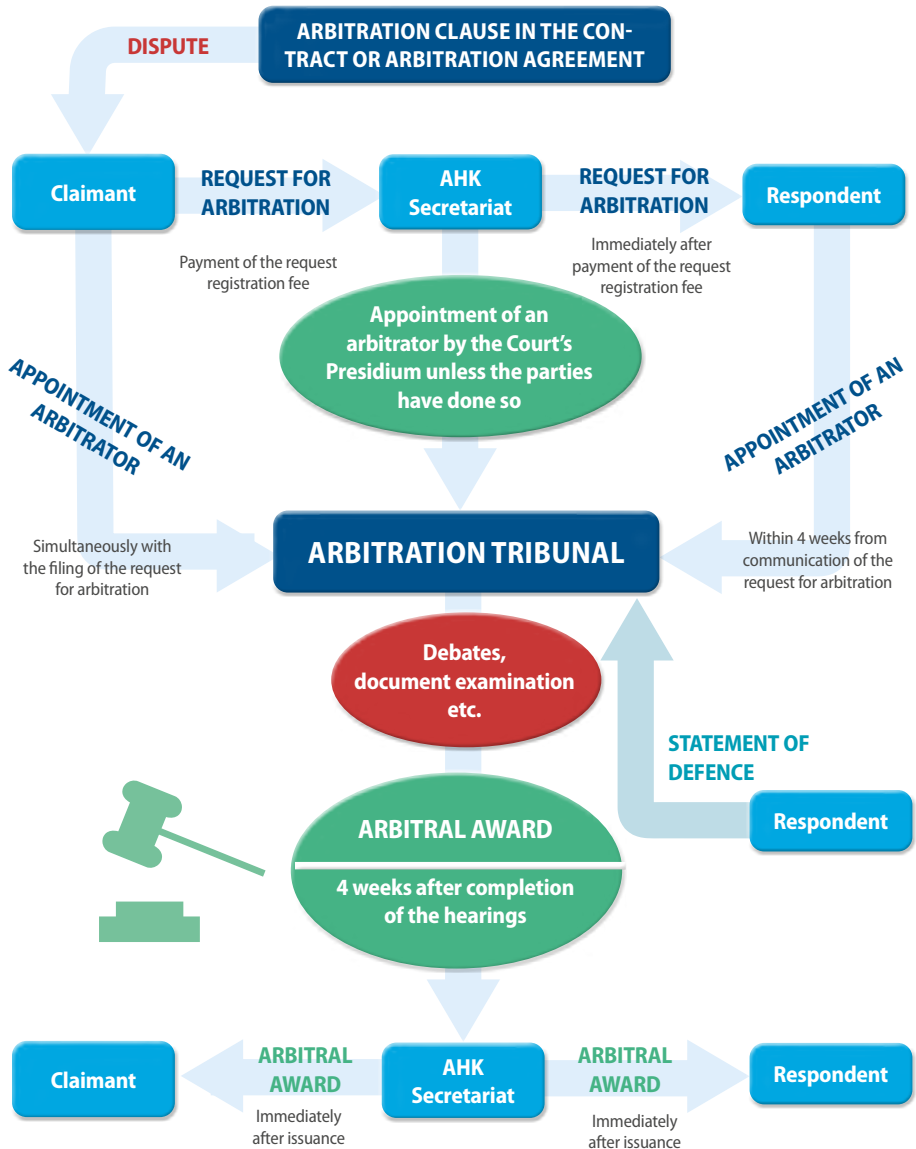 ARBITRATION CLAUSE IN THE CON-
TRACT OR ARBITRATION AGREEMENT
DISPUTE
Claimant
REQUEST FOR
ARBITRATION
Payment of the request
registration fee
AHK
Secretariat
REQUEST FOR
ARBITRATION
Immediately after
payment of the request
registration fee
Respondent
Appointment of an
arbitrator by the Court’s
Presidium unless the parties
have done so
APPOINTMENT OF AN
ARBITRATOR
Simultaneously with
the filing of the request
for arbitration
APPOINTMENT OF AN
ARBITRATOR
Within 4 weeks from
communication of the
request for arbitration
ARBITRATION TRIBUNAL
Debates,
document examination
etc.
STATEMENT OF
DEFENCE
Respondent
ARBITRAL AWARD
4 weeks after completion
of the hearings
Claimant
ARBITRAL
AWARD
Immediately
after issuance
AHK
Secretariat
ARBITRAL
AWARD
Immediately
after issuance
Respondent